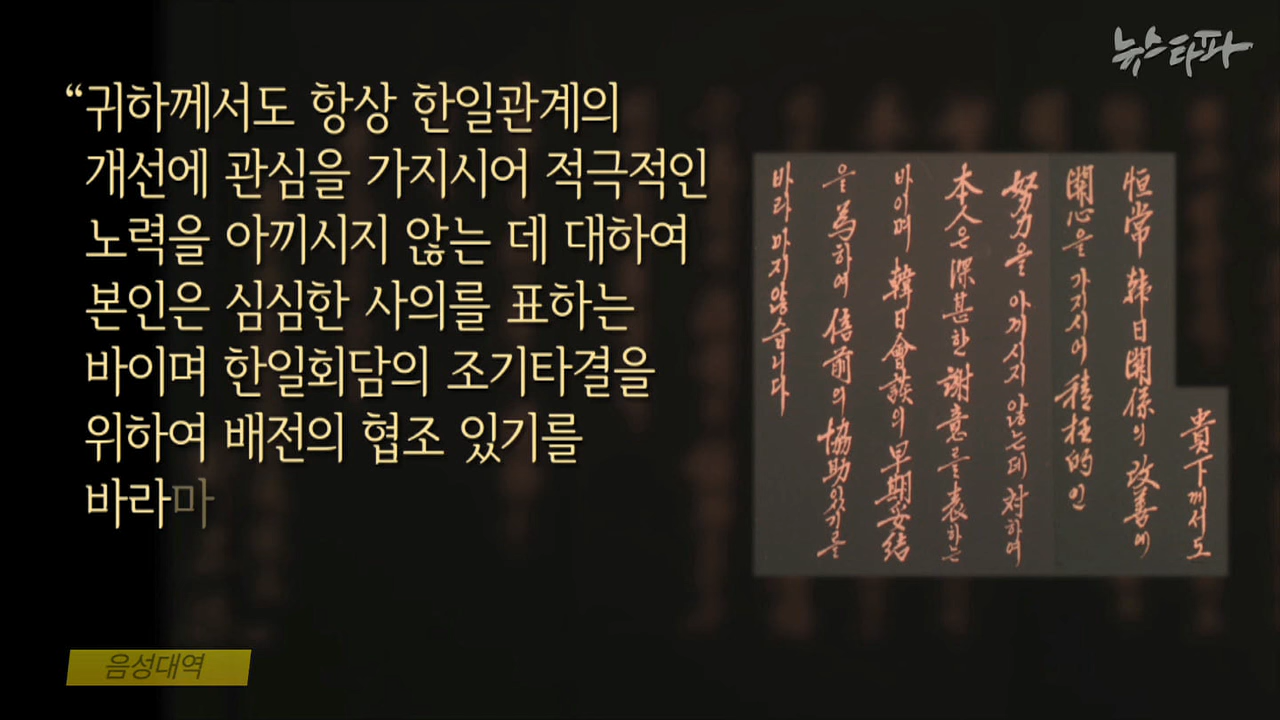 뉴스타파
“귀하께서도 항상 한일관계의
개선에 관심을 가지시어 적극적인
노력을 아끼시지 않는 데 대하여
본인은 심심한 사의를 표하는
바이며 한일회담의 조기타결을
위하여 배전의 협조 있기를
바라마
貴下께서도
恒常 韓日關係의 改善에
關心을 가지시어 積極的인
努力을 아끼시지 않는데 対하여
本人은 深甚한 謝意를 表하는
바이며 韓日會談의 早期妥結
을 爲하여 倍前의 協助있기를
바라 마지않습니다
음성대역